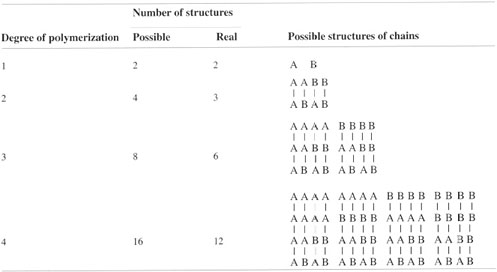 Number of structures
Degree of polymerization Possible Real Possible structures of chains
1 2 2 A B
A A B B
| | | |
2 4 3
A B A B
A A A A B B B B
| | | | | | | |
A A B B A A B B
3 8 6
| | | | | | | |
A B A B A B A B
A A A A A A A A B B B B B B B B
| | | | | | | | | | | | | | | |
A A A A B B B B A A A A B B B B
| | | | | | | | | | | | | | | |
4 16 12 A A B B A A B B A A B B A A B B
| | | | | | | | | | | | | | | |
A B A B A B A B A B A B A B A B